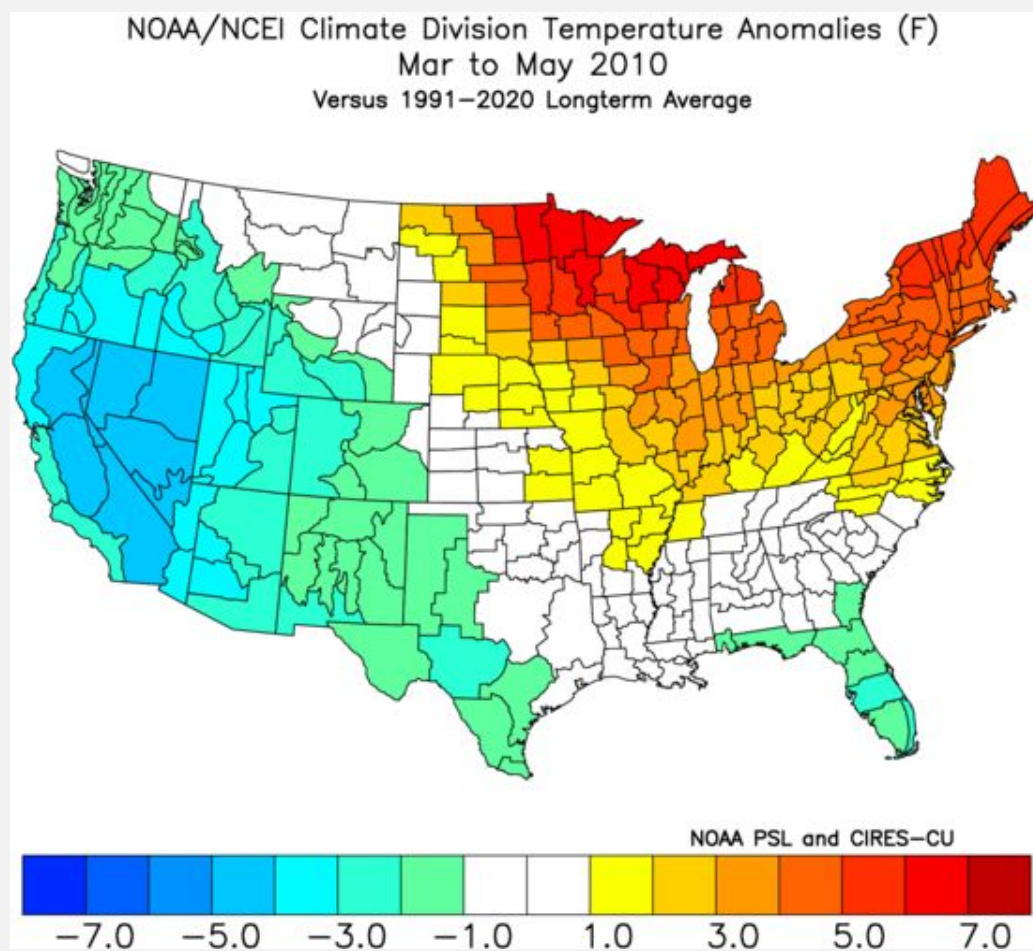 NOAA/NCEI Climate Division Temperature Anomalies (F)
Mar to May 2010
Versus 1991−2020 Longterm Average
NOAA PSL and CIRES−CU
−7.0 −5.0 −3.0 −1.0 1.0 3.0 5.0 7.0